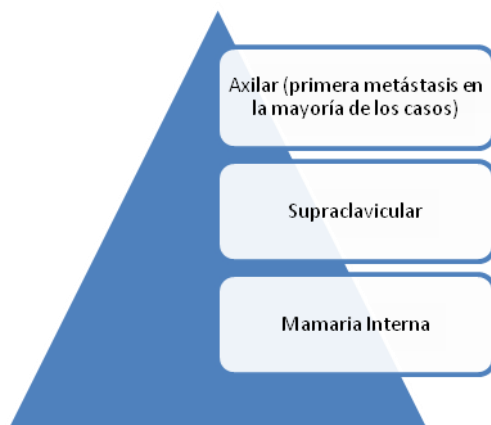 Axilar (primera metástasis en
la mayoría de los casos)
Supraclavicular
Mamaria Interna